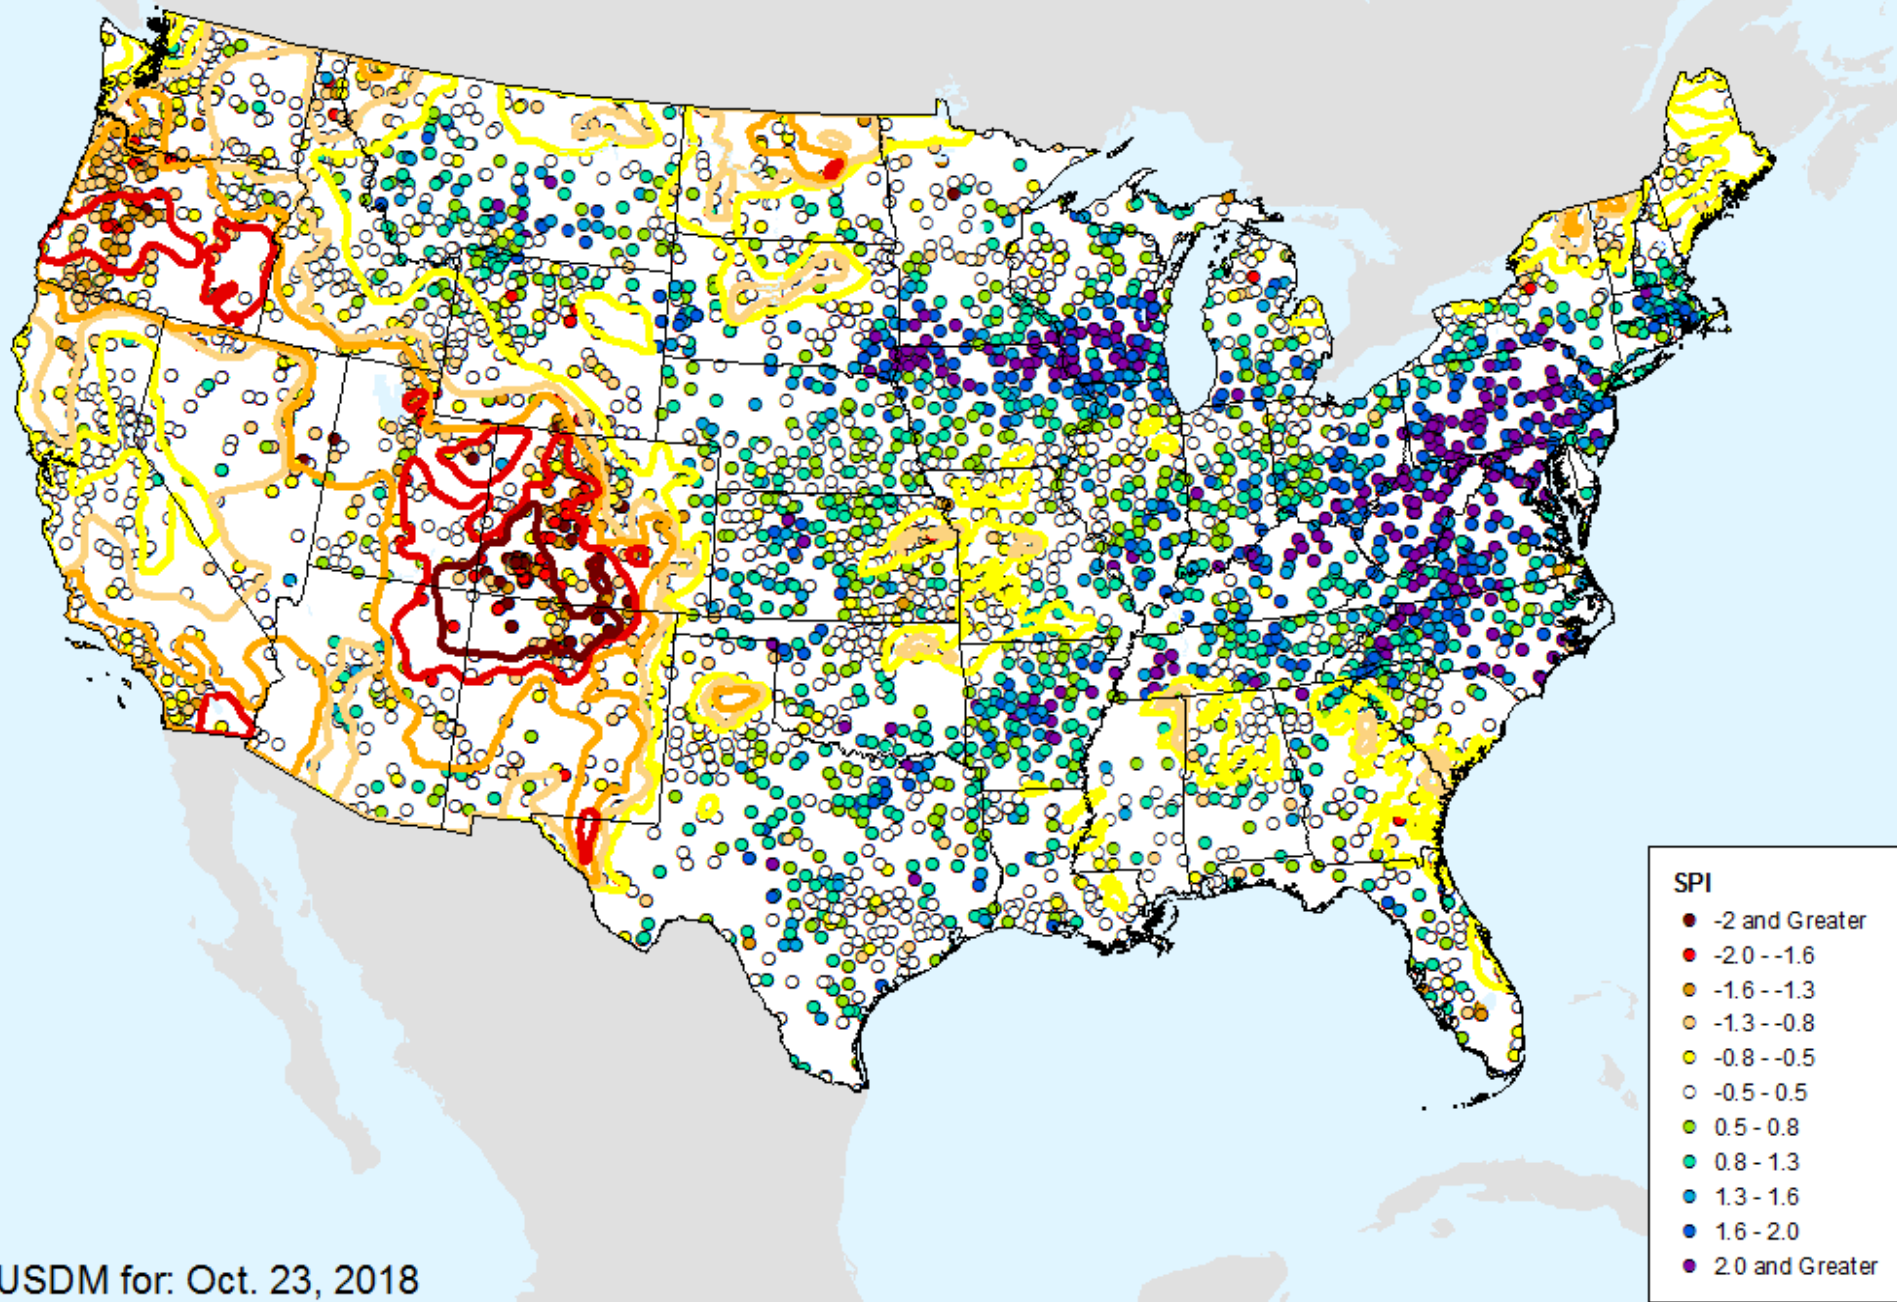 SPI
-2 and Greater
-2.0 - -1.6
-1.6 - -1.3
-1.3 - -0.8
-0.8 - -0.5
-0.5 - 0.5
0.5 - 0.8
0.8 - 1.3
1.3 - 1.6
1.6 - 2.0
2.0 and Greater
USDM for: Oct. 23, 2018